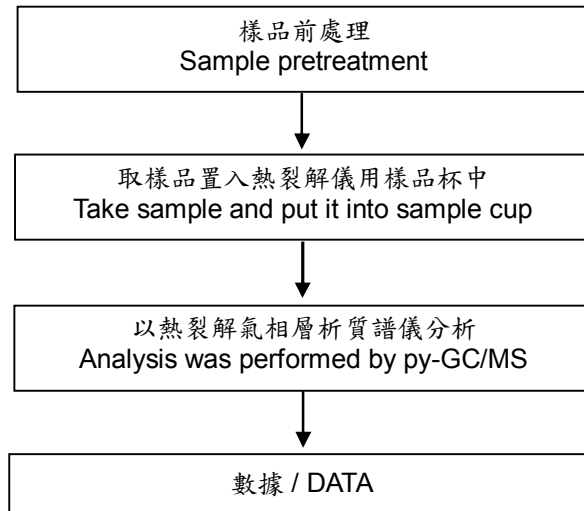 樣品前處理
Sample pretreatment
取樣品置入熱裂解儀用樣品杯中
Take sample and put it into sample cup
以熱裂解氣相層析質譜儀分析
Analysis was performed by py-GC/MS
數據 / DATA